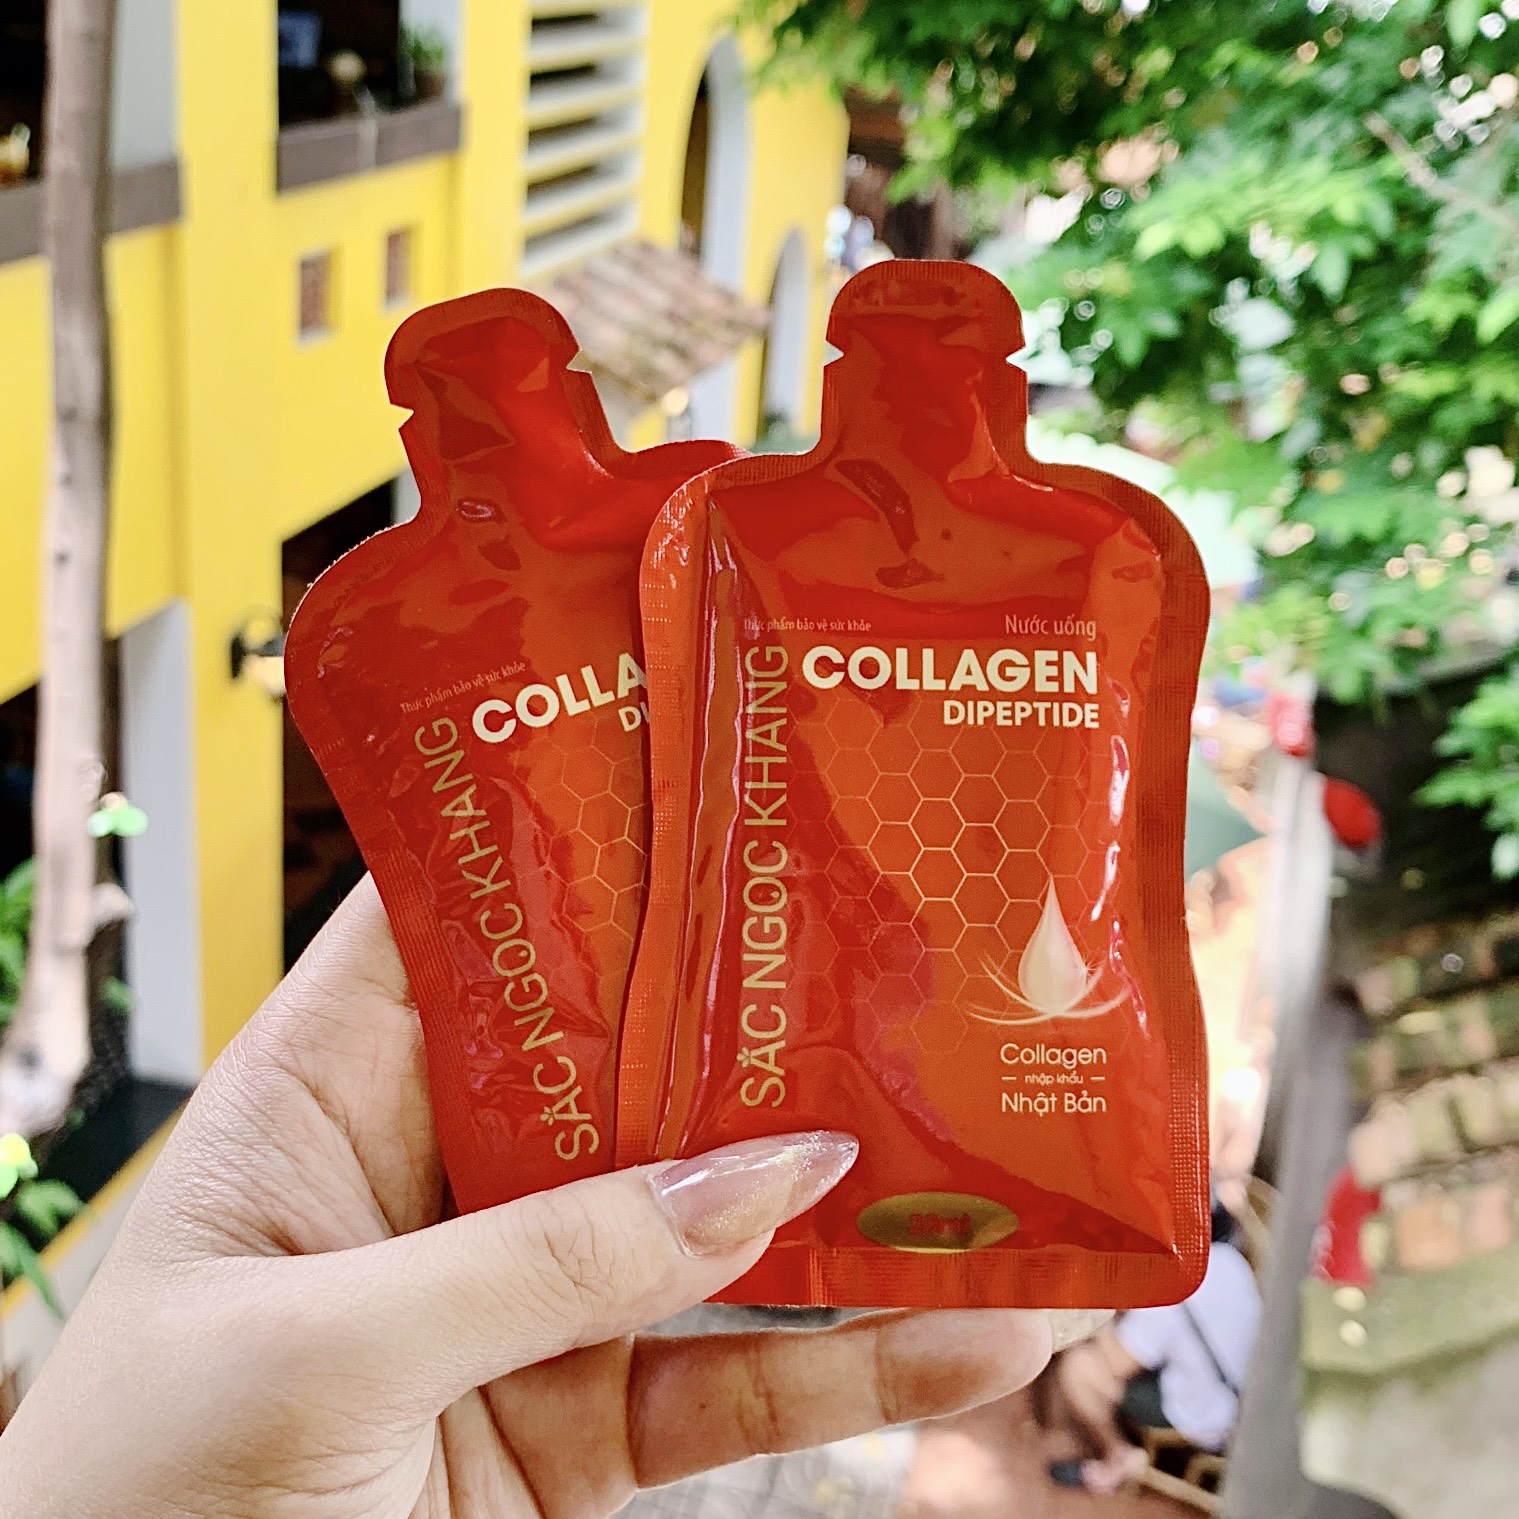 Thực phẩm bảo vệ sức khỏe
COLLA
DI
SẮC NGỌC KHANG
Thực phẩm bảo vệ sức khỏe
Nước uống
COLLAGEN
DIPEPTIDE
SẮC NGỌC KHANG
Collagen
nhập khẩu
Nhật Bản